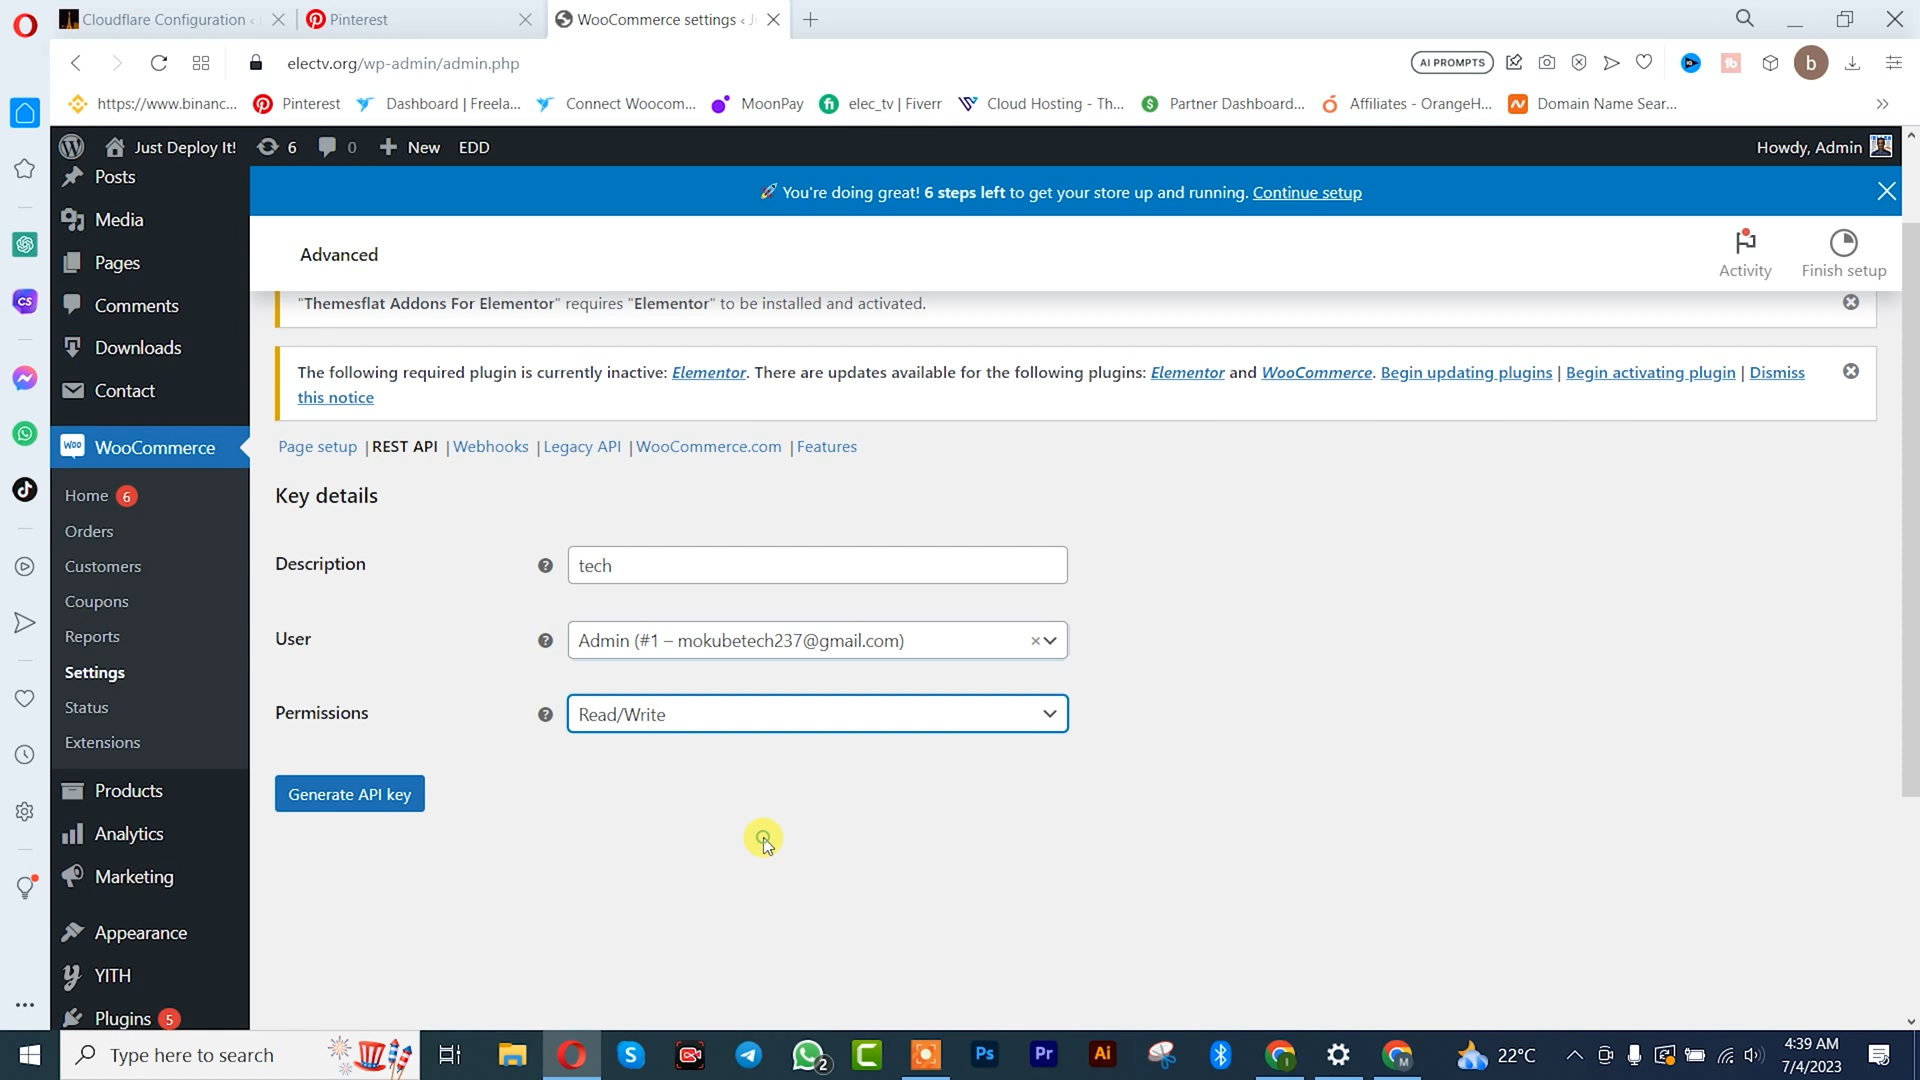 Cloudflare Configuration ‹
Pinterest
WooCommerce settings ‹ J
electv.org/wp-admin/admin.php
AI PROMPTS
b
https://www.binanc...
Pinterest
Dashboard | Freela...
Connect Woocom...
MoonPay
elec_tv | Fiverr
Cloud Hosting - Th...
Partner Dashboard...
Affiliates - OrangeH...
Domain Name Sear...
Just Deploy It!
6
0
New
EDD
Howdy, Admin
🚀 You're doing great! 6 steps left to get your store up and running. Continue setup
Posts
Media
Pages
Comments
Downloads
Contact
WooCommerce
Home 6
Orders
Customers
Coupons
Reports
Settings
Status
Extensions
Products
Analytics
Marketing
Appearance
YITH
Plugins 5
Advanced
Activity
Finish setup
"Themesflat Addons For Elementor" requires "Elementor" to be installed and activated.
The following required plugin is currently inactive: Elementor. There are updates available for the following plugins: Elementor and WooCommerce. Begin updating plugins | Begin activating plugin | Dismiss
this notice
Page setup | REST API | Webhooks | Legacy API | WooCommerce.com | Features
Key details
Description
tech
User
Admin (#1 – mokubetech237@gmail.com)
×
Permissions
Read/Write
Generate API key
Type here to search
2
Ps
Pr
Ai
22°C
4:39 AM
7/4/2023